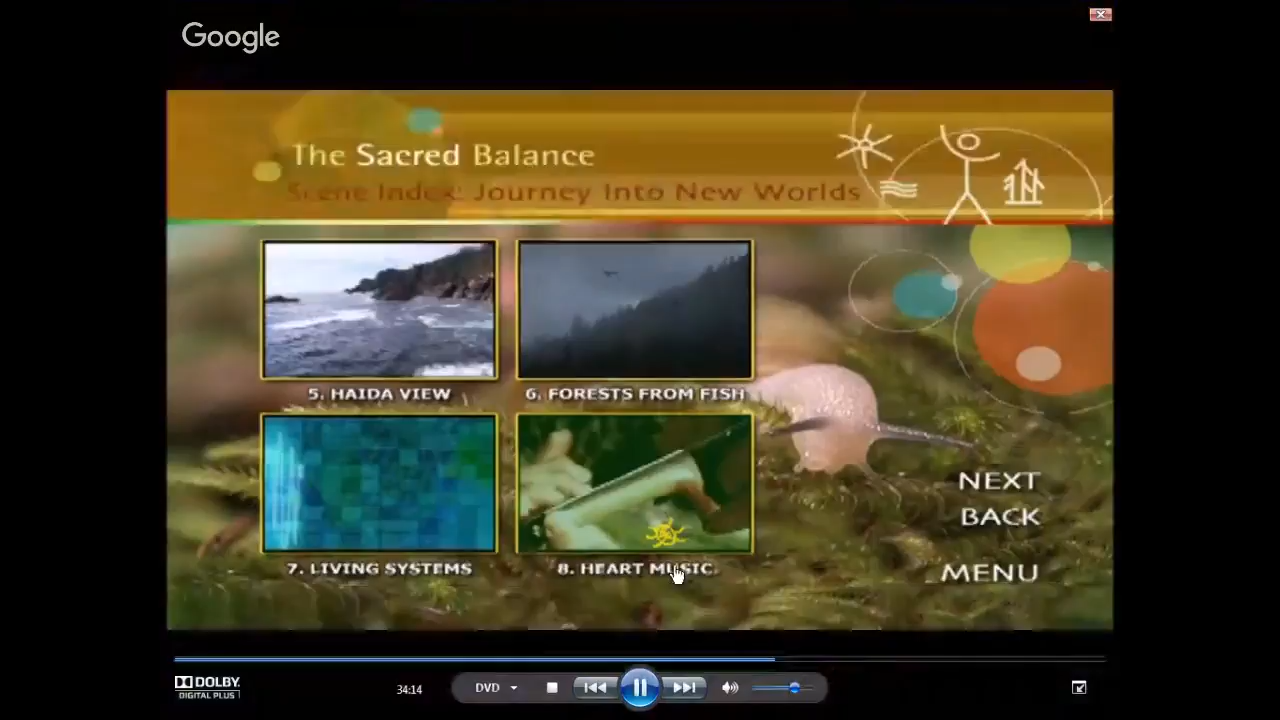 Google
The Sacred Balance
Scene Index: Journey Into New Worlds
5. HAIDA VIEW
6. FORESTS FROM FISH
7. LIVING SYSTEMS
8. HEART MUSIC
NEXT
BACK
MENU
DOLBY
DIGITAL PLUS
34:14
DVD